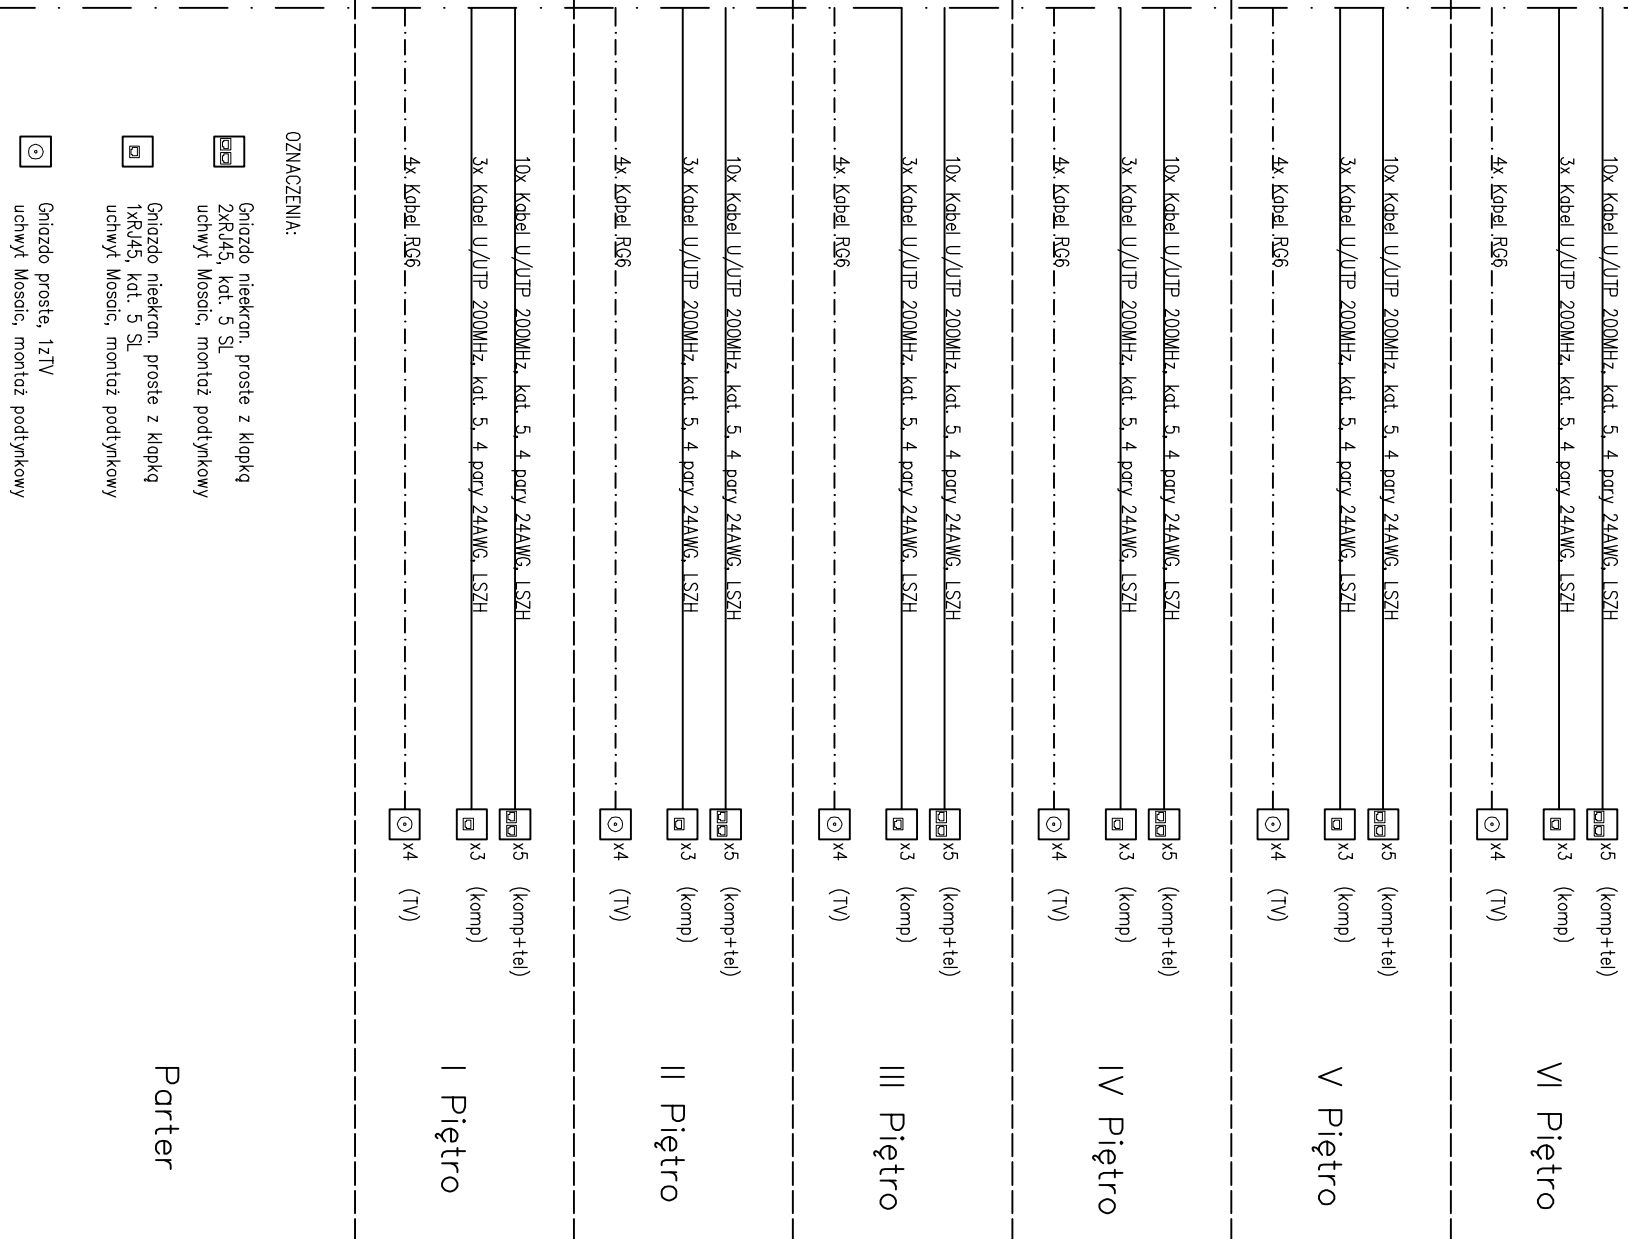 10x Kabel U/UTP 200MHz, kat. 5, 4 pary 24AWG, LSZH
x5 (komp+tel)
3x Kabel U/UTP 200MHz, kat. 5, 4 pary 24AWG, LSZH
x3 (komp)
VI Piętro
4x Kabel RG6
x4 (TV)
10x Kabel U/UTP 200MHz, kat. 5, 4 pary 24AWG, LSZH
x5 (komp+tel)
3x Kabel U/UTP 200MHz, kat. 5, 4 pary 24AWG, LSZH
x3 (komp)
V Piętro
4x Kabel RG6
x4 (TV)
10x Kabel U/UTP 200MHz, kat. 5, 4 pary 24AWG, LSZH
x5 (komp+tel)
3x Kabel U/UTP 200MHz, kat. 5, 4 pary 24AWG, LSZH
x3 (komp)
IV Piętro
4x Kabel RG6
x4 (TV)
10x Kabel U/UTP 200MHz, kat. 5, 4 pary 24AWG, LSZH
x5 (komp+tel)
3x Kabel U/UTP 200MHz, kat. 5, 4 pary 24AWG, LSZH
x3 (komp)
III Piętro
4x Kabel RG6
x4 (TV)
10x Kabel U/UTP 200MHz, kat. 5, 4 pary 24AWG, LSZH
x5 (komp+tel)
3x Kabel U/UTP 200MHz, kat. 5, 4 pary 24AWG, LSZH
x3 (komp)
II Piętro
4x Kabel RG6
x4 (TV)
10x Kabel U/UTP 200MHz, kat. 5, 4 pary 24AWG, LSZH
x5 (komp+tel)
3x Kabel U/UTP 200MHz, kat. 5, 4 pary 24AWG, LSZH
x3 (komp)
I Piętro
4x Kabel RG6
x4 (TV)
OZNACZENIA:
Gniazdo nieekran. proste z klapką
2xRJ45, kat. 5 SL
uchwyt Mosaic, montaż podtynkowy
Gniazdo nieekran. proste z klapką
1xRJ45, kat. 5 SL
uchwyt Mosaic, montaż podtynkowy
Parter
Gniazdo proste, 1zTV
uchwyt Mosaic, montaż podtynkowy